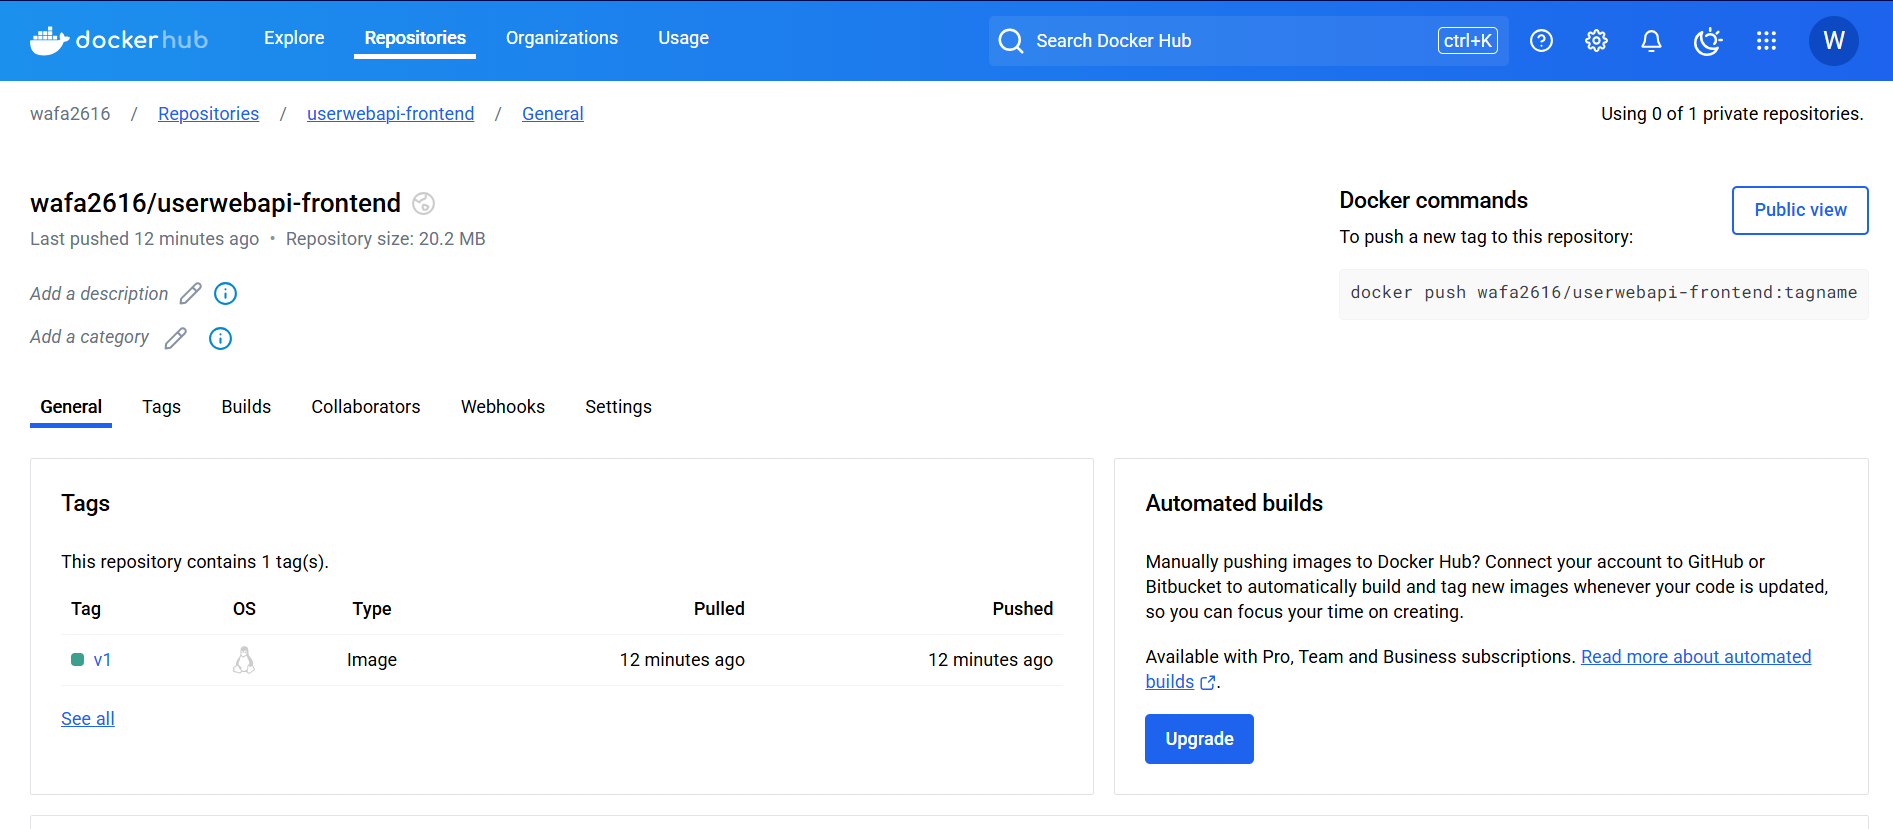 dockerhub
Explore
Repositories
Organizations
Usage
Search Docker Hub
ctrl+K
W
wafa2616 / Repositories / userwebapi-frontend / General
Using 0 of 1 private repositories.
wafa2616/userwebapi-frontend
Last pushed 12 minutes ago • Repository size: 20.2 MB
Add a description
Add a category
Docker commands
Public view
To push a new tag to this repository:
docker push wafa2616/userwebapi-frontend:tagname
General
Tags
Builds
Collaborators
Webhooks
Settings
Tags
This repository contains 1 tag(s).
Tag OS Type Pulled Pushed
v1 Image 12 minutes ago 12 minutes ago
See all
Automated builds
Manually pushing images to Docker Hub? Connect your account to GitHub or
Bitbucket to automatically build and tag new images whenever your code is updated,
so you can focus your time on creating.
Available with Pro, Team and Business subscriptions. Read more about automated
builds .
Upgrade